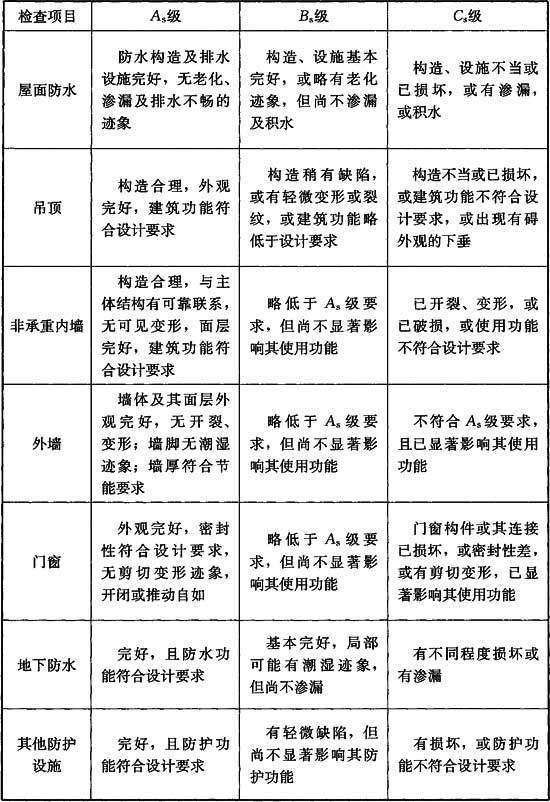 检查项目 As级 Bs级 Cs级
屋面防水
防水构造及排水
设施完好，无老化、
渗漏及排水不畅的
迹象
构造、设施基本
完好，或略有老化
迹象，但尚不渗漏
及积水
构造、设施不当或
已损坏，或有渗漏，
或积水
吊顶
构造合理，外观
完好，建筑功能符
合设计要求
构造稍有缺陷，
或有轻微变形或裂
纹，或建筑功能略
低于设计要求
构造不当或已损坏，
或建筑功能不符合设
计要求，或出现有碍
外观的下垂
非承重内墙
构造合理，与主
体结构有可靠联系，
无可见变形，面层
完好，建筑功能符
合设计要求
略低于 As级要
求，但尚不显著影
响其使用功能
已开裂、变形，或
已破损，或使用功能
不符合设计要求
外墙
墙体及其面层外
观完好，无开裂、
变形；墙脚无潮湿
迹象；墙厚符合节
能要求
略低于 As级要
求，但尚不显著影
响其使用功能
不符合 As级要求，
且已显著影响其使用
功能
门窗
外观完好，密封
性符合设计要求，
无剪切变形迹象，
开闭或推动自如
略低于 As级要
求，但尚不显著影
响其使用功能
门窗构件或其连接
已损坏，或密封性差，
或有剪切变形，已显
著影响其使用功能
地下防水
完好，且防水功
能符合设计要求
基本完好，局部
可能有潮湿迹象，
但尚不渗漏
有不同程度损坏或
有渗漏
其他防护
设施
完好，且防护功
能符合设计要求
有轻微缺陷，但
尚不显著影响其防
护功能
有损坏，或防护功
能不符合设计要求